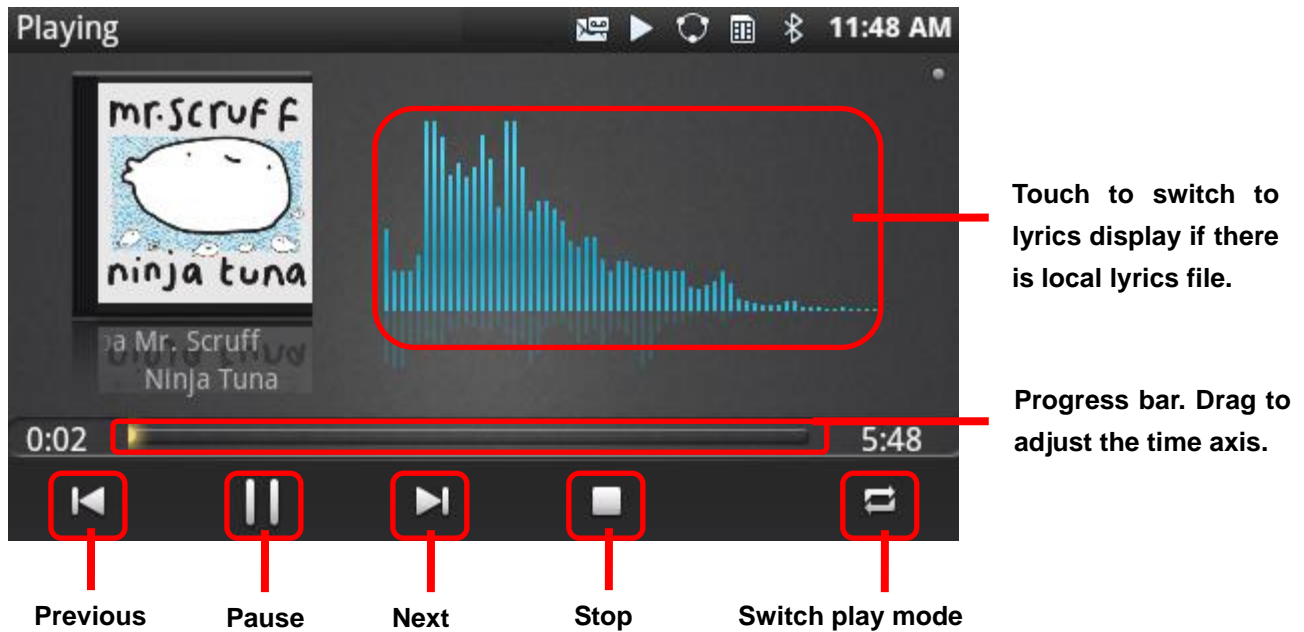 Playing
11:48 AM
mr.scruff
ninja tuna
Mr. Scruff
Ninja Tuna
Touch to switch to
lyrics display if there
is local lyrics file.
Progress bar. Drag to
adjust the time axis.
0:02
5:48
Previous
Pause
Next
Stop
Switch play mode